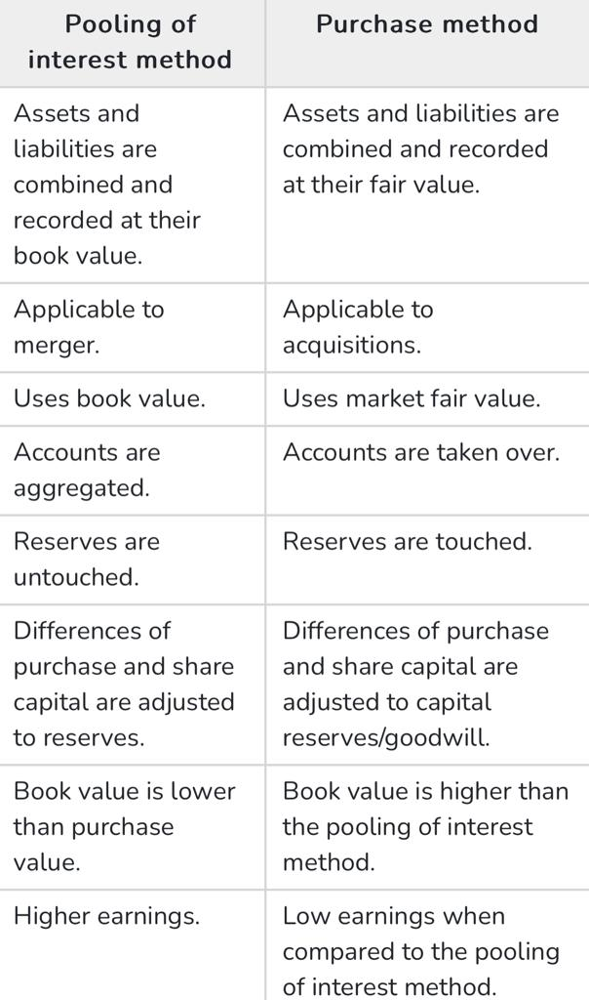 Pooling of
interest method
Purchase method
Assets and
liabilities are
combined and
recorded at their
book value.
Assets and liabilities are
combined and recorded
at their fair value.
Applicable to
merger.
Applicable to
acquisitions.
Uses book value.
Uses market fair value.
Accounts are
aggregated.
Accounts are taken over.
Reserves are
untouched.
Reserves are touched.
Differences of
purchase and share
capital are adjusted
to reserves.
Differences of purchase
and share capital are
adjusted to capital
reserves/goodwill.
Book value is lower
than purchase
value.
Book value is higher than
the pooling of interest
method.
Higher earnings.
Low earnings when
compared to the pooling
of interest method.